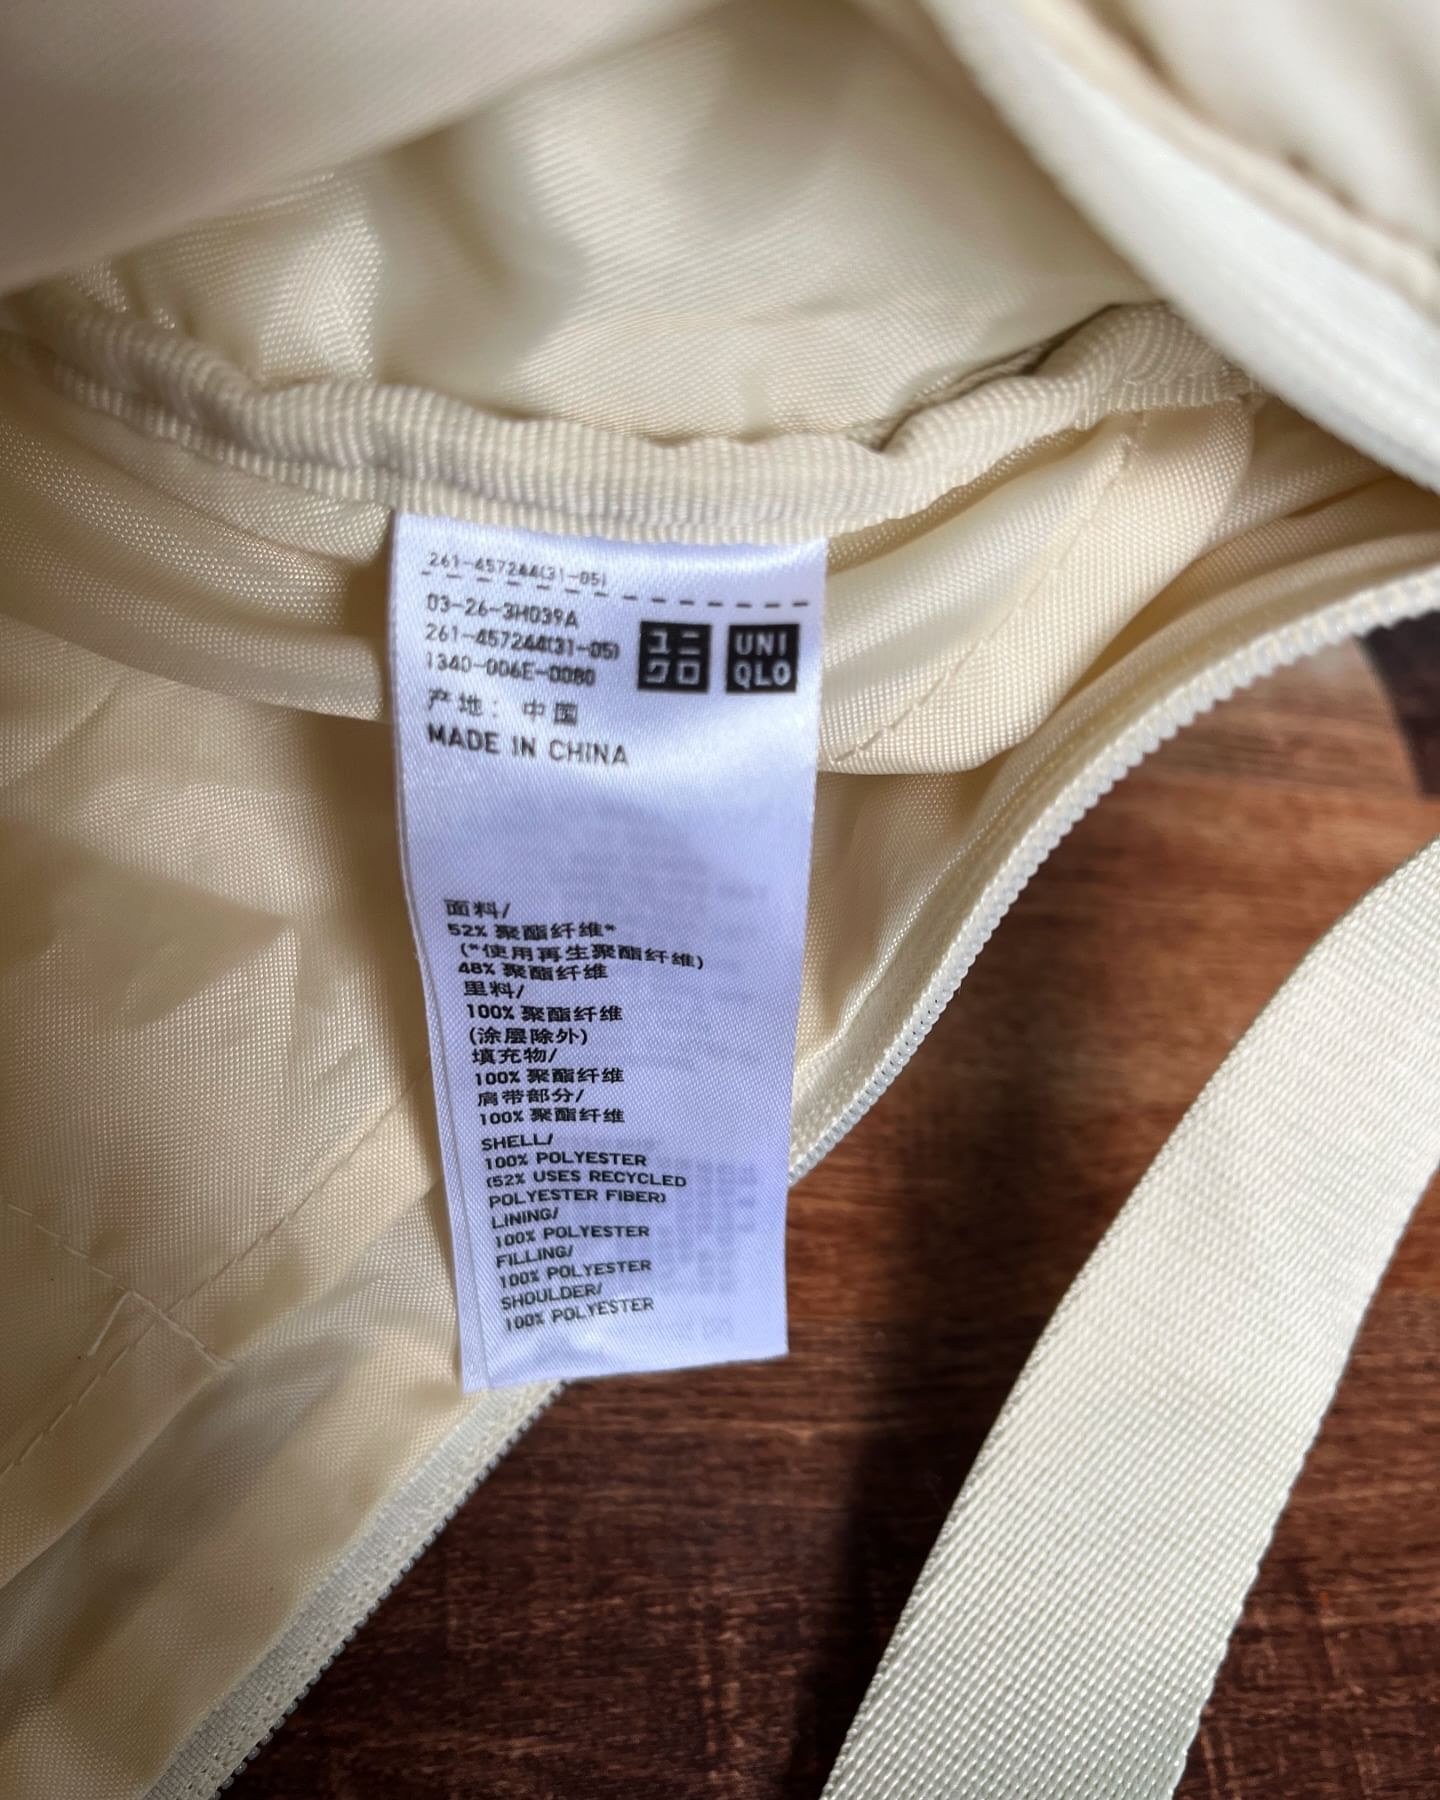 261-457244(31-05)
03-26-3H039A
261-457244(31-05)
1340-006E-0080
ユニ
クロ
UNI
QLO
产地：中国
MADE IN CHINA
面料/
52% 聚酯纤维*
(*使用再生聚酯纤维)
48% 聚酯纤维
里料/
100% 聚酯纤维
(涂层除外)
填充物/
100% 聚酯纤维
肩带部分/
100% 聚酯纤维
SHELL/
100% POLYESTER
(52% USES RECYCLED
POLYESTER FIBER)
LINING/
100% POLYESTER
FILLING/
100% POLYESTER
SHOULDER/
100% POLYESTER